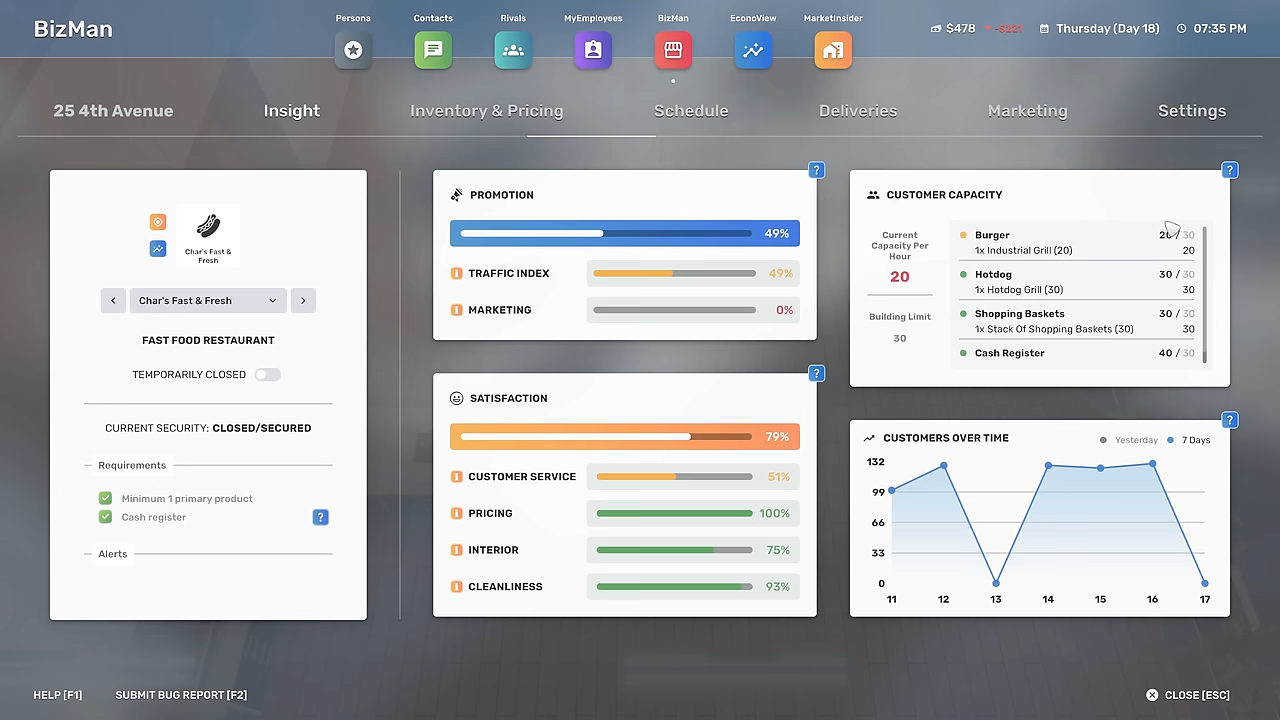 BizMan
Persona
Contacts
Rivals
MyEmployees
BizMan
EconoView
MarketInsider
$478
-$221
Thursday (Day 18)
07:35 PM
25 4th Avenue
Insight
Inventory & Pricing
Schedule
Deliveries
Marketing
Settings
Char's Fast &
Fresh
Char's Fast & Fresh
FAST FOOD RESTAURANT
TEMPORARILY CLOSED
CURRENT SECURITY: CLOSED/SECURED
Requirements
Minimum 1 primary product
Cash register
?
Alerts
?
PROMOTION
49%
TRAFFIC INDEX
49%
MARKETING
0%
?
SATISFACTION
79%
CUSTOMER SERVICE
51%
PRICING
100%
INTERIOR
75%
CLEANLINESS
93%
?
CUSTOMER CAPACITY
Current
Capacity Per
Hour
20
Building Limit
30
Burger
20 / 30
1x Industrial Grill (20)
20
Hotdog
30 / 30
1x Hotdog Grill (30)
30
Shopping Baskets
30 / 30
1x Stack Of Shopping Baskets (30)
30
Cash Register
40 / 30
?
CUSTOMERS OVER TIME
Yesterday
7 Days
132
99
66
33
0
11 12 13 14 15 16 17
HELP [F1]
SUBMIT BUG REPORT [F2]
CLOSE [ESC]